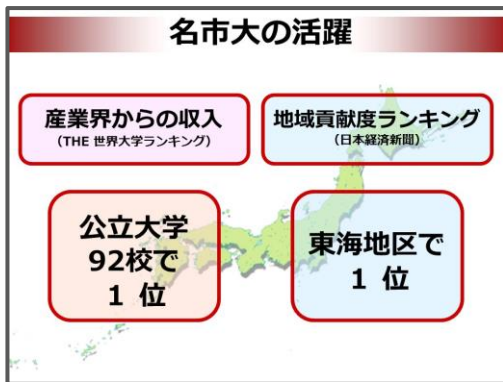 名市大の活躍
産業界からの収入
（THE 世界大学ランキング）
地域貢献度ランキング
（日本経済新聞）
公立大学
92校で
1 位
東海地区で
1 位